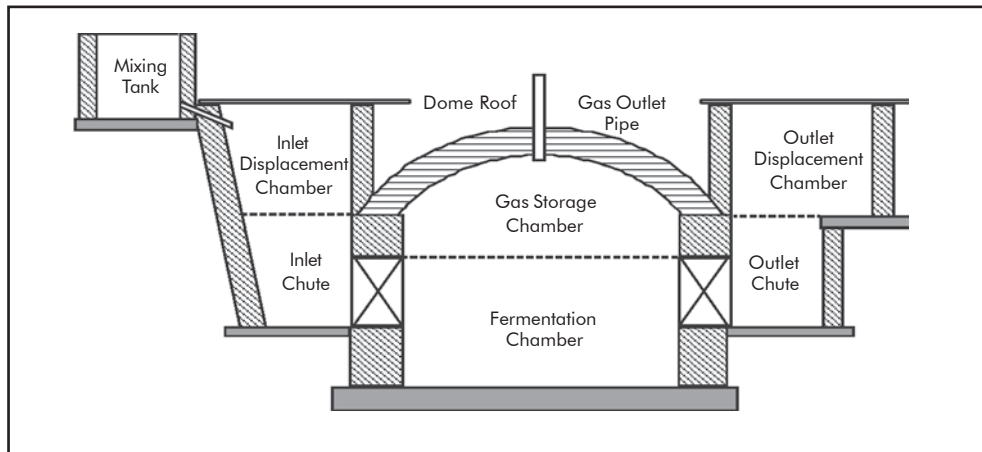 Mixing
Tank
Dome Roof
Gas Outlet
Pipe
Inlet
Displacement
Chamber
Outlet
Displacement
Chamber
Gas Storage
Chamber
Inlet
Chute
Outlet
Chute
Fermentation
Chamber